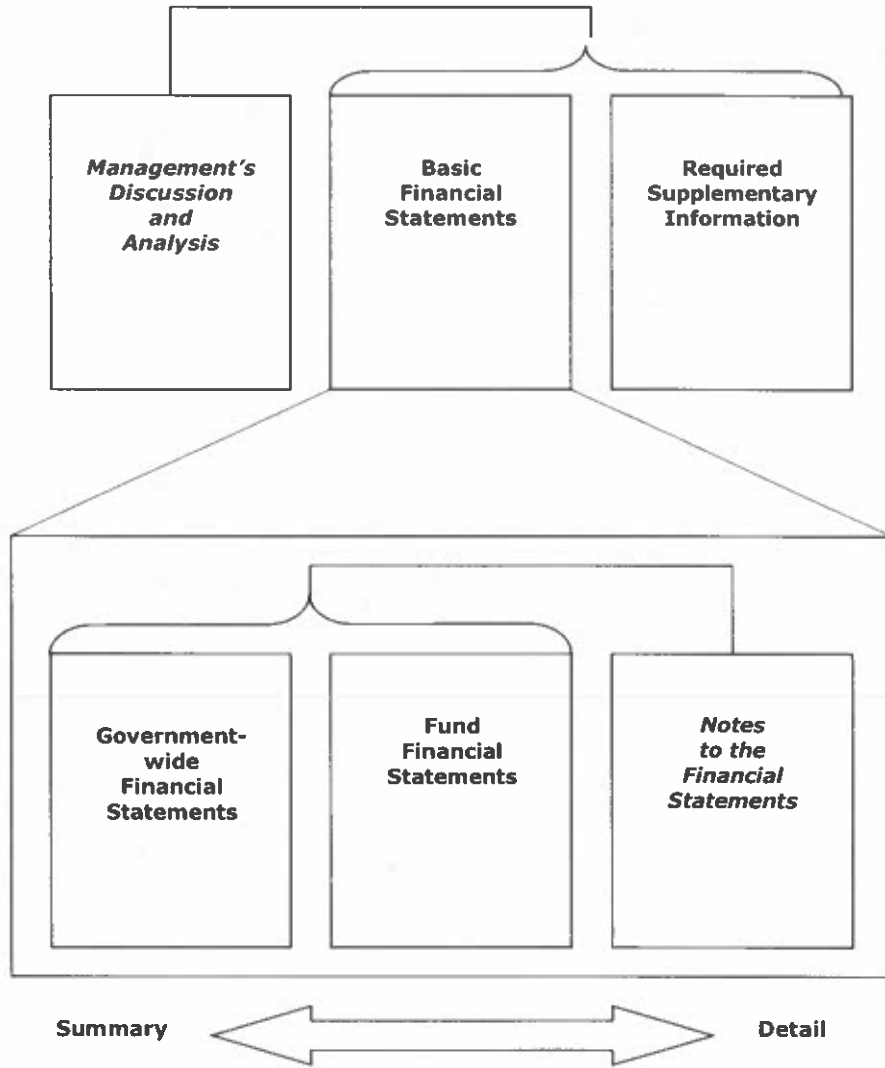 Management's
Discussion
and
Analysis
Basic
Financial
Statements
Required
Supplementary
Information
Government-
wide
Financial
Statements
Fund
Financial
Statements
Notes
to the
Financial
Statements
Summary
Detail